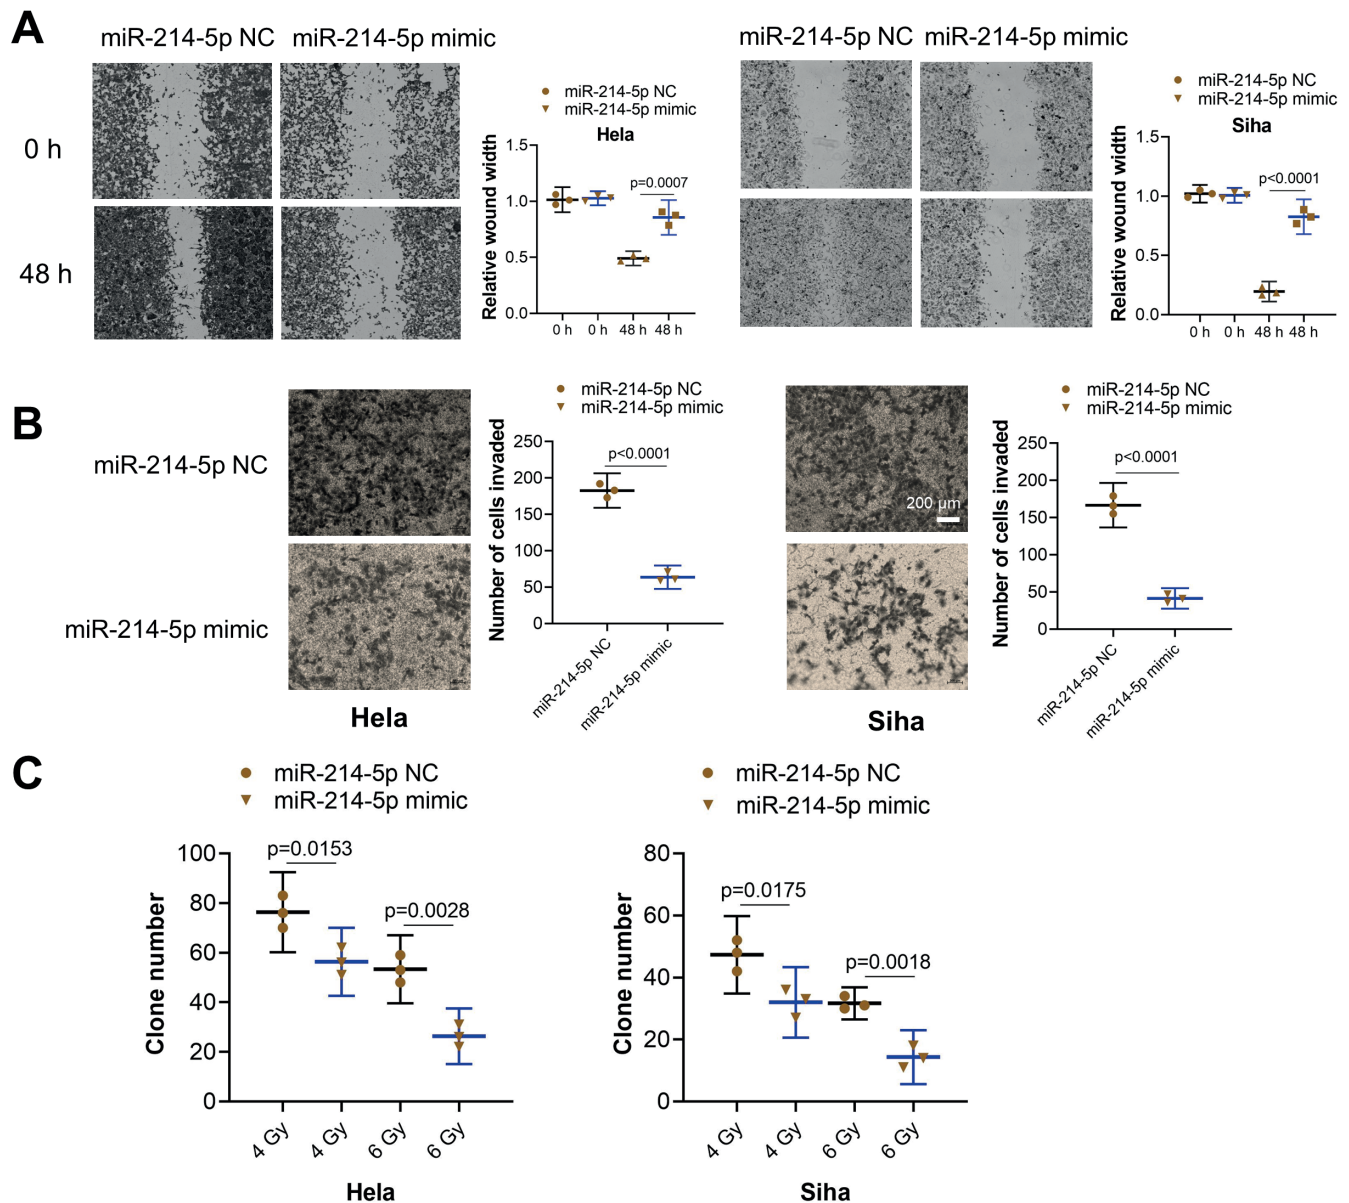 A
miR-214-5p NC
miR-214-5p mimic
0 h
48 h
miR-214-5p NC
miR-214-5p mimic
Hela
Relative wound width
1.5
1.0
0.5
0.0
p=0.0007
0 h
0 h
48 h
48 h
miR-214-5p NC
miR-214-5p mimic
miR-214-5p NC
miR-214-5p mimic
Siha
Relative wound width
1.5
1.0
0.5
0.0
p<0.0001
0 h
0 h
48 h
48 h
B
miR-214-5p NC
miR-214-5p mimic
Hela
miR-214-5p NC
miR-214-5p mimic
Number of cells invaded
250
200
150
100
50
0
p<0.0001
miR-214-5p NC
miR-214-5p mimic
200 μm
Siha
miR-214-5p NC
miR-214-5p mimic
Number of cells invaded
250
200
150
100
50
0
p<0.0001
miR-214-5p NC
miR-214-5p mimic
C
miR-214-5p NC
miR-214-5p mimic
Clone number
100
80
60
40
20
0
p=0.0153
p=0.0028
4 Gy
4 Gy
6 Gy
6 Gy
Hela
miR-214-5p NC
miR-214-5p mimic
Clone number
80
60
40
20
0
p=0.0175
p=0.0018
4 Gy
4 Gy
6 Gy
6 Gy
Siha